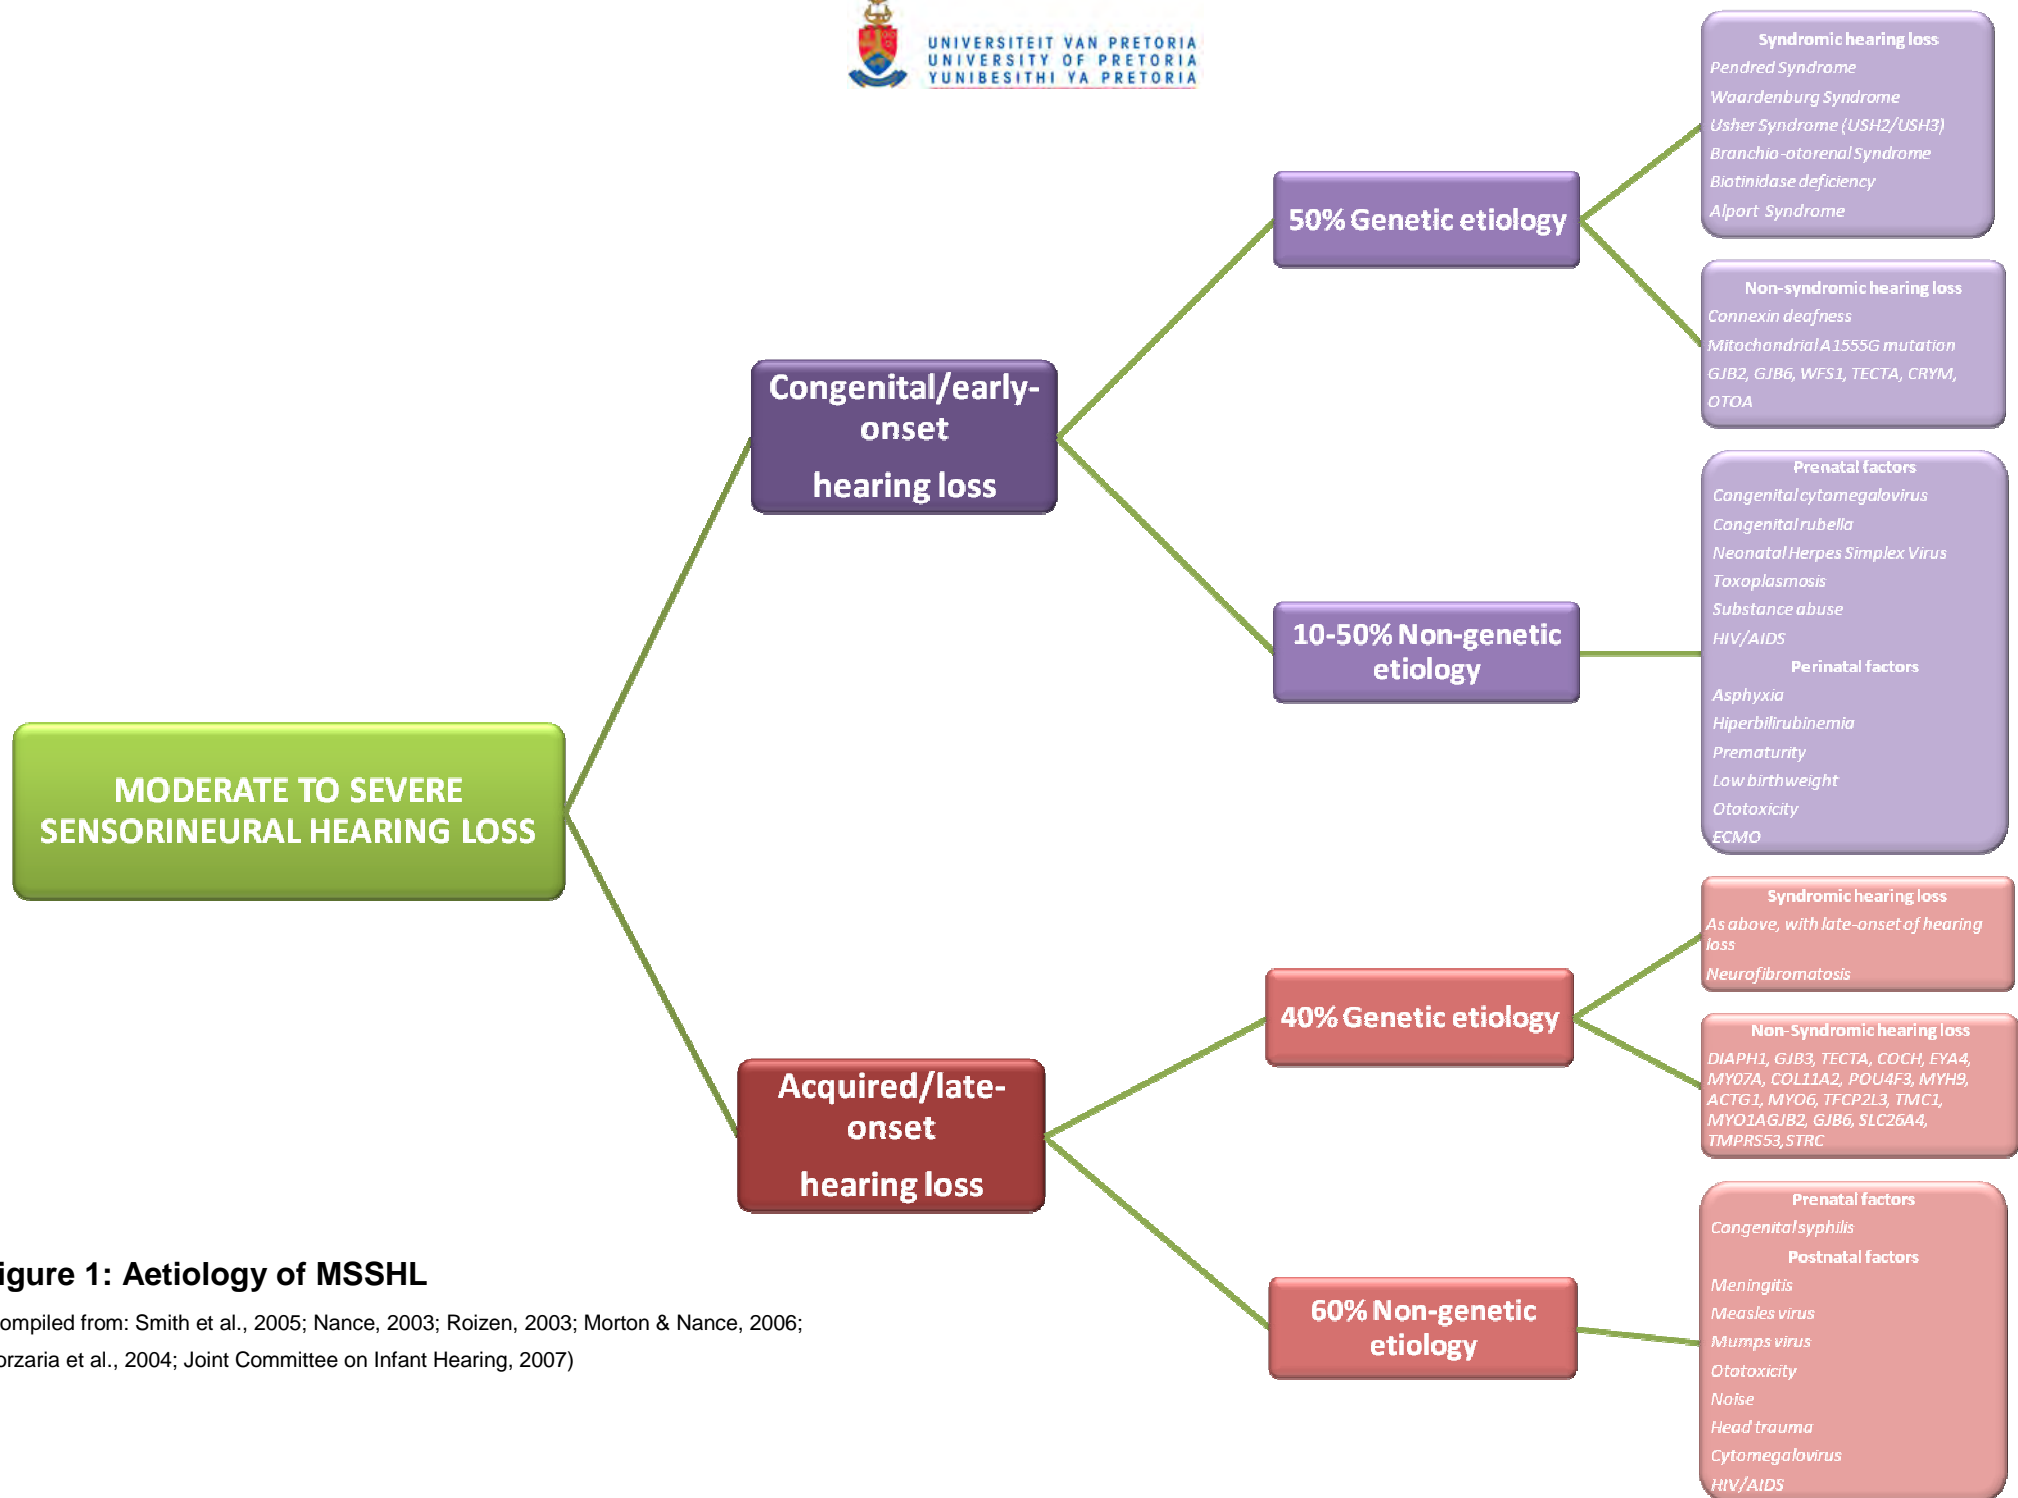 UNIVERSITEIT VAN PRETORIA
UNIVERSITY OF PRETORIA
YUNIBESITHI YA PRETORIA
MODERATE TO SEVERE
SENSORINEURAL HEARING LOSS
Congenital/early-
onset
hearing loss
50% Genetic etiology
Syndromic hearing loss
Pendred Syndrome
Waardenburg Syndrome
Usher Syndrome (USH2/USH3)
Branchio-otorenal Syndrome
Biotinidase deficiency
Alport Syndrome
Non-syndromic hearing loss
Connexin deafness
Mitochondrial A1555G mutation
GJB2, GJB6, WFS1, TECTA, CRYM,
OTOA
10-50% Non-genetic
etiology
Prenatal factors
Congenital cytomegalovirus
Congenital rubella
Neonatal Herpes Simplex Virus
Toxoplasmosis
Substance abuse
HIV/AIDS
Perinatal factors
Asphyxia
Hiperbilirubinemia
Prematurity
Low birthweight
Ototoxicity
ECMO
Acquired/late-
onset
hearing loss
40% Genetic etiology
Syndromic hearing loss
As above, with late-onset of hearing
loss
Neurofibromatosis
Non-Syndromic hearing loss
DIAPH1, GJB3, TECTA, COCH, EYA4,
MY07A, COL11A2, POU4F3, MYH9,
ACTG1, MYO6, TFCP2L3, TMC1,
MYO1AGJB2, GJB6, SLC26A4,
TMPRS53, STRC
60% Non-genetic
etiology
Prenatal factors
Congenital syphilis
Postnatal factors
Meningitis
Measles virus
Mumps virus
Ototoxicity
Noise
Head trauma
Cytomegalovirus
HIV/AIDS
igure 1: Aetiology of MSSHL
ompiled from: Smith et al., 2005; Nance, 2003; Roizen, 2003; Morton & Nance, 2006;
orzaria et al., 2004; Joint Committee on Infant Hearing, 2007)